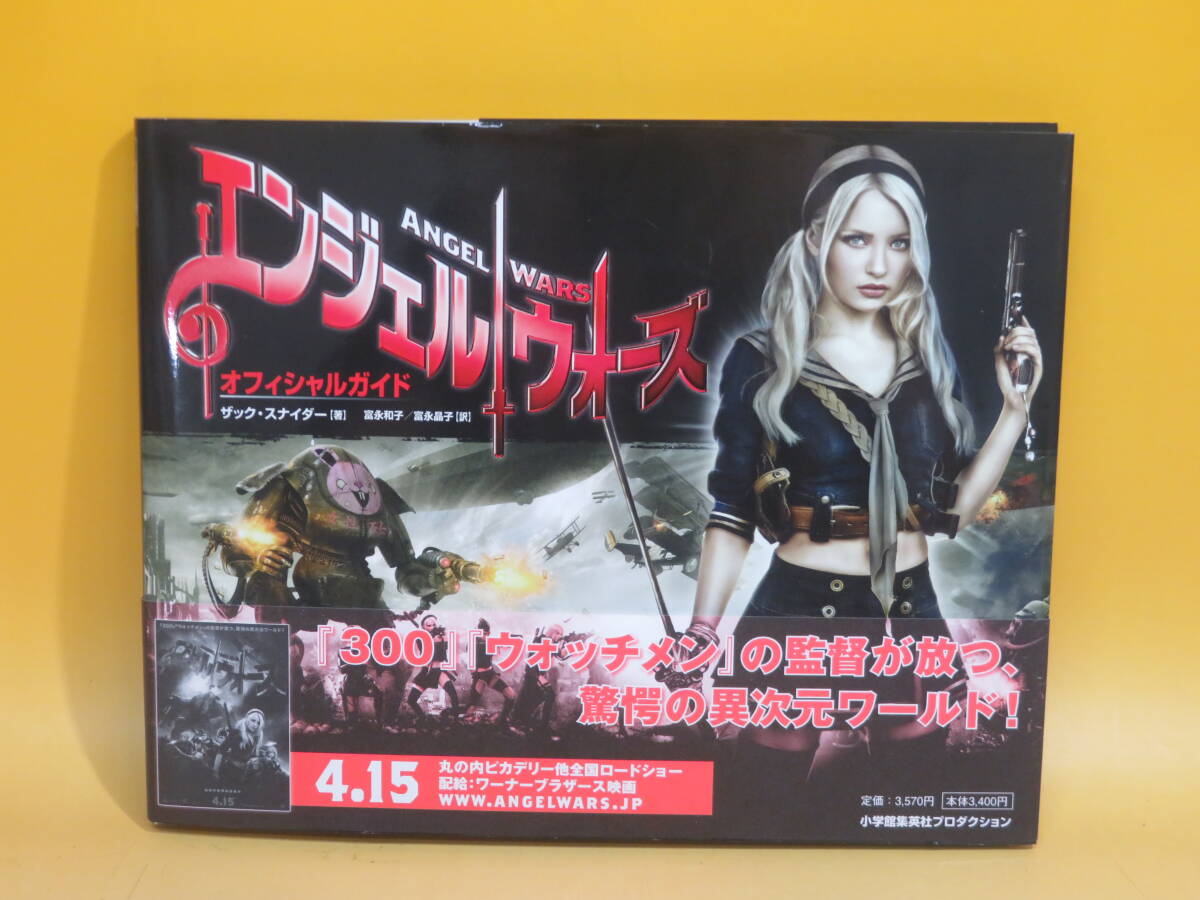 エンジェル ウォーズ
ANGEL WARS
オフィシャルガイド
ザック・スナイダー[著] 富永和子/富永晶子[訳]
『300』『ウォッチメン』の監督が放つ、
驚愕の異次元ワールド!
4.15
4.15
丸の内ピカデリー他全国ロードショー
配給:ワーナーブラザース映画
WWW.ANGELWARS.JP
定価:3,570円 本体3,400円
小学館集英社プロダクション